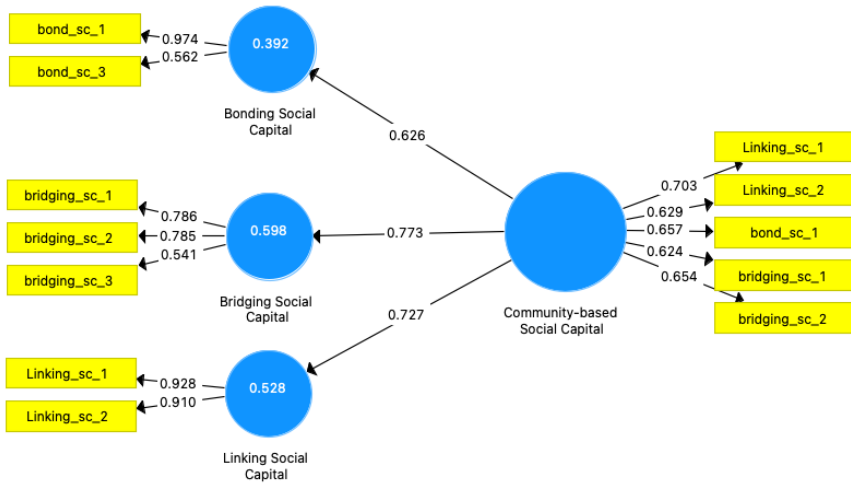 bond_sc_1
0.974
0.562
bond_sc_3
0.392
Bonding Social
Capital
0.626
bridging_sc_1
0.786
bridging_sc_2
0.785
0.541
bridging_sc_3
0.598
Bridging Social
Capital
0.773
Linking_sc_1
0.928
0.910
Linking_sc_2
0.528
Linking Social
Capital
0.727
Community-based
Social Capital
Linking_sc_1
0.703
Linking_sc_2
0.629
0.657
bond_sc_1
0.624
bridging_sc_1
0.654
bridging_sc_2